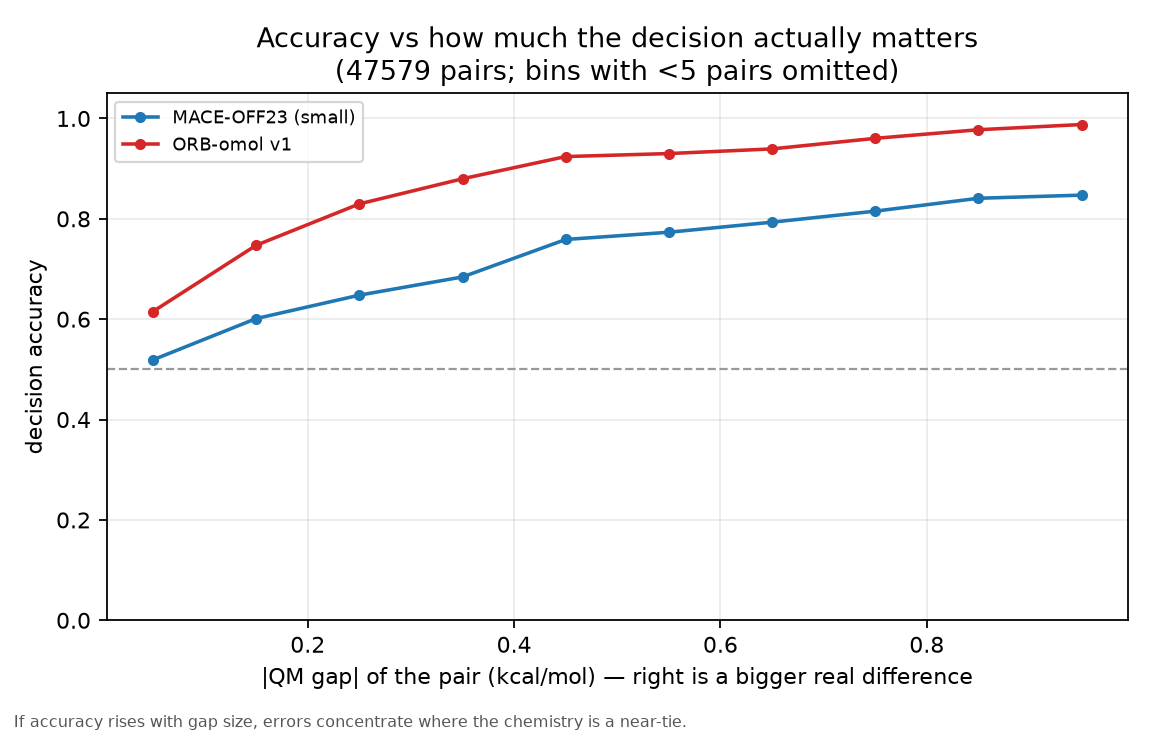 Accuracy vs how much the decision actually matters
(47579 pairs; bins with <5 pairs omitted)
MACE-OFF23 (small)
ORB-omol v1
decision accuracy
1.0
0.8
0.6
0.4
0.2
0.0
0.2
0.4
0.6
0.8
|QM gap| of the pair (kcal/mol) — right is a bigger real difference
If accuracy rises with gap size, errors concentrate where the chemistry is a near-tie.